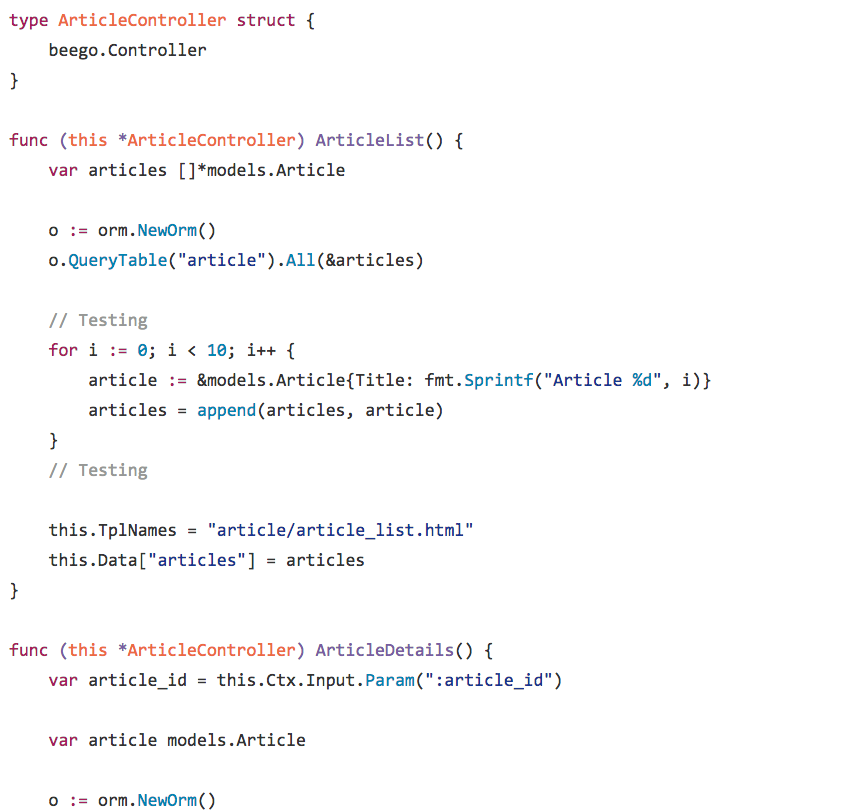 type ArticleController struct {
    beego.Controller
}

func (this *ArticleController) ArticleList() {
    var articles []*models.Article

    o := orm.NewOrm()
    o.QueryTable("article").All(&articles)

    // Testing
    for i := 0; i < 10; i++ {
        article := &models.Article{Title: fmt.Sprintf("Article %d", i)}
        articles = append(articles, article)
    }
    // Testing

    this.TplNames = "article/article_list.html"
    this.Data["articles"] = articles
}

func (this *ArticleController) ArticleDetails() {
    var article_id = this.Ctx.Input.Param(":article_id")

    var article models.Article

    o := orm.NewOrm()